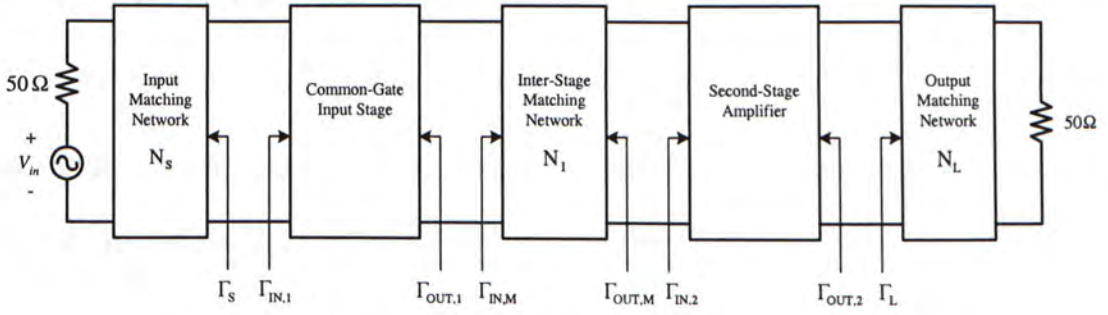 50 Ω
+
V_in
-
Input
Matching
Network
N_S
Common-Gate
Input Stage
Inter-Stage
Matching
Network
N_1
Second-Stage
Amplifier
Output
Matching
Network
N_L
50Ω
Γ_S Γ_IN,1 Γ_OUT,1 Γ_IN,M Γ_OUT,M Γ_IN,2 Γ_OUT,2 Γ_L